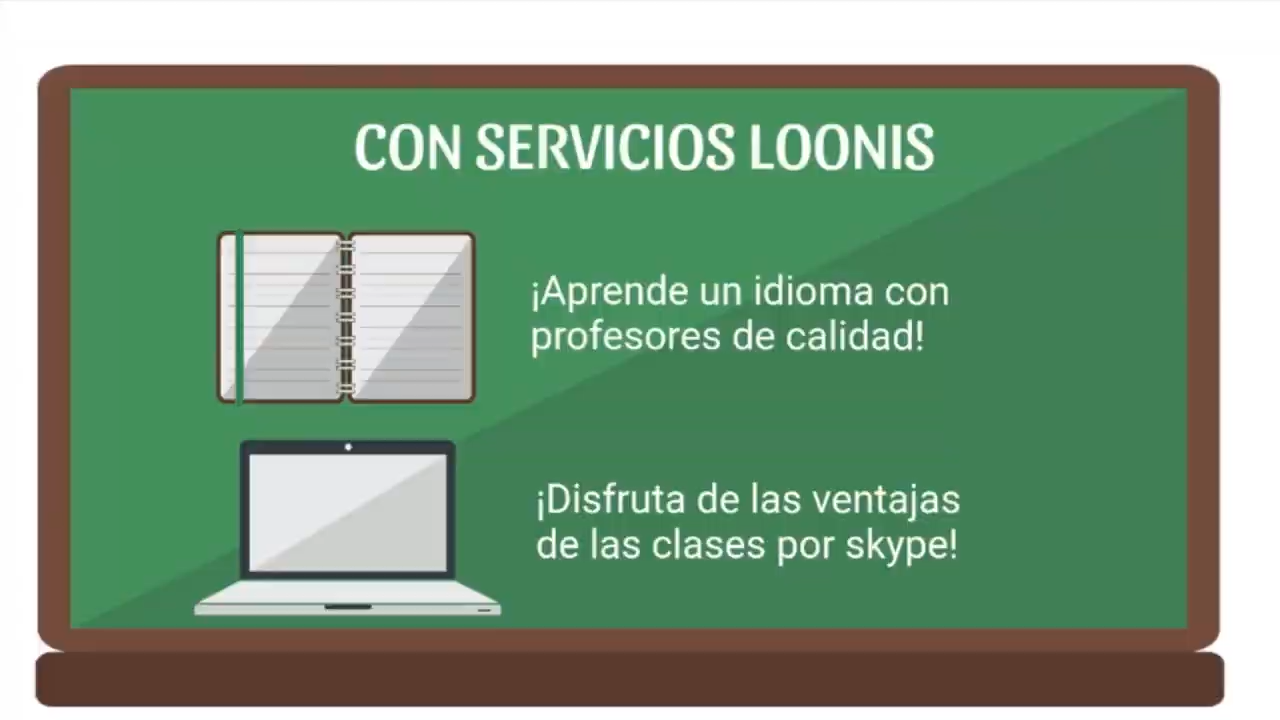 CON SERVICIOS LOONIS
¡Aprende un idioma con
profesores de calidad!
¡Disfruta de las ventajas
de las clases por skype!